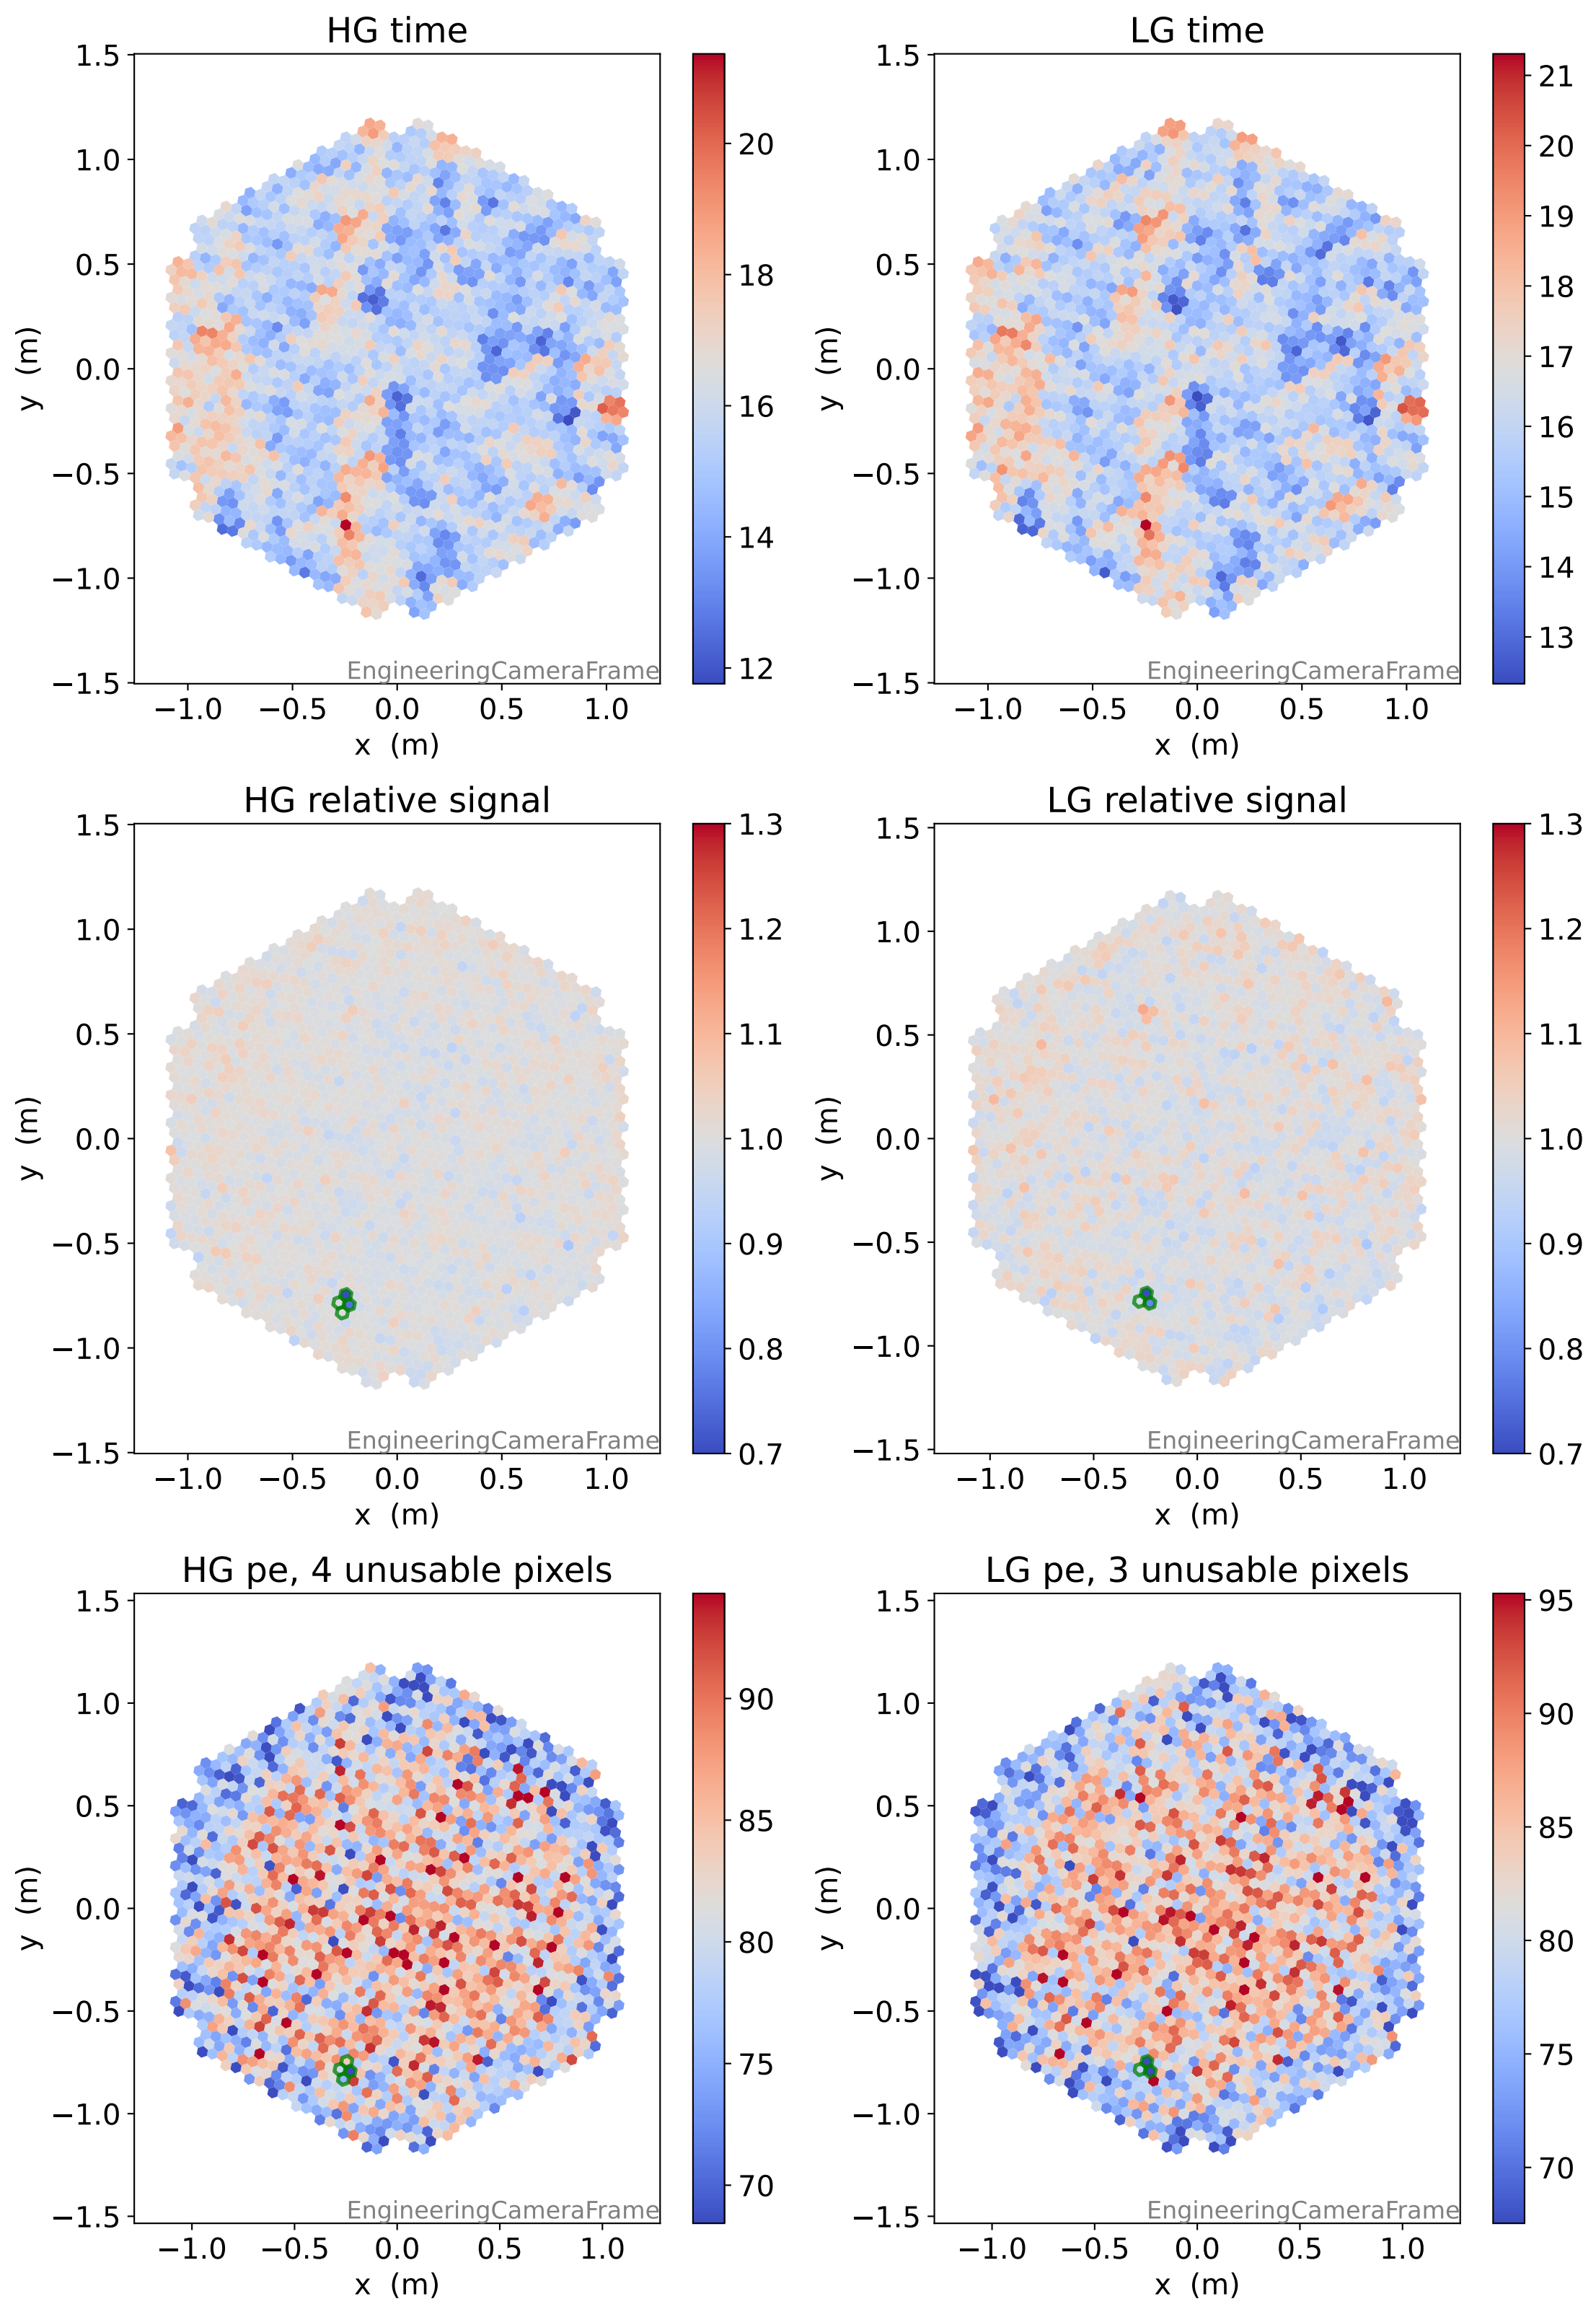 HG time
1.5
1.0
0.5
0.0
−0.5
−1.0
−1.5
y (m)
−1.0 −0.5 0.0 0.5 1.0
x (m)
EngineeringCameraFrame
20
18
16
14
12
LG time
1.5
1.0
0.5
0.0
−0.5
−1.0
−1.5
y (m)
−1.0 −0.5 0.0 0.5 1.0
x (m)
EngineeringCameraFrame
21
20
19
18
17
16
15
14
13
HG relative signal
1.5
1.0
0.5
0.0
−0.5
−1.0
−1.5
y (m)
−1.0 −0.5 0.0 0.5 1.0
x (m)
EngineeringCameraFrame
1.3
1.2
1.1
1.0
0.9
0.8
0.7
LG relative signal
1.5
1.0
0.5
0.0
−0.5
−1.0
−1.5
y (m)
−1.0 −0.5 0.0 0.5 1.0
x (m)
EngineeringCameraFrame
1.3
1.2
1.1
1.0
0.9
0.8
0.7
HG pe, 4 unusable pixels
1.5
1.0
0.5
0.0
−0.5
−1.0
−1.5
y (m)
−1.0 −0.5 0.0 0.5 1.0
x (m)
EngineeringCameraFrame
90
85
80
75
70
LG pe, 3 unusable pixels
1.5
1.0
0.5
0.0
−0.5
−1.0
−1.5
y (m)
−1.0 −0.5 0.0 0.5 1.0
x (m)
EngineeringCameraFrame
95
90
85
80
75
70